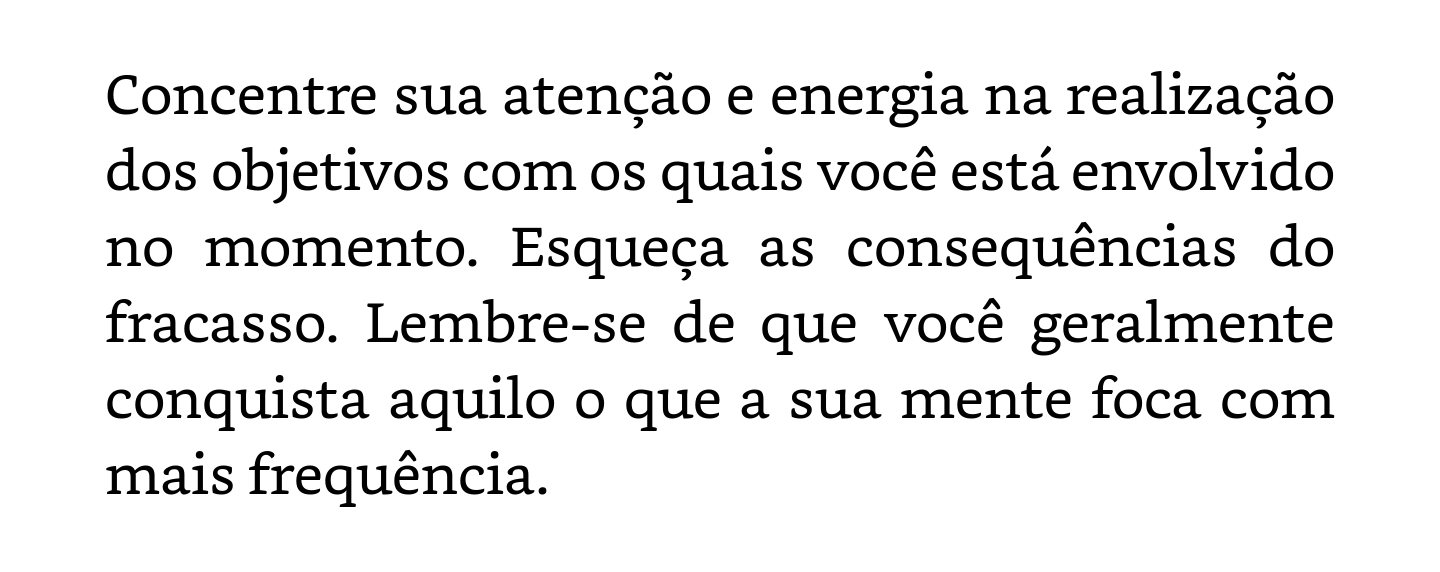 Concentre sua atenção e energia na realização
dos objetivos com os quais você está envolvido
no momento. Esqueça as consequências do
fracasso. Lembre-se de que você geralmente
conquista aquilo o que a sua mente foca com
mais frequência.